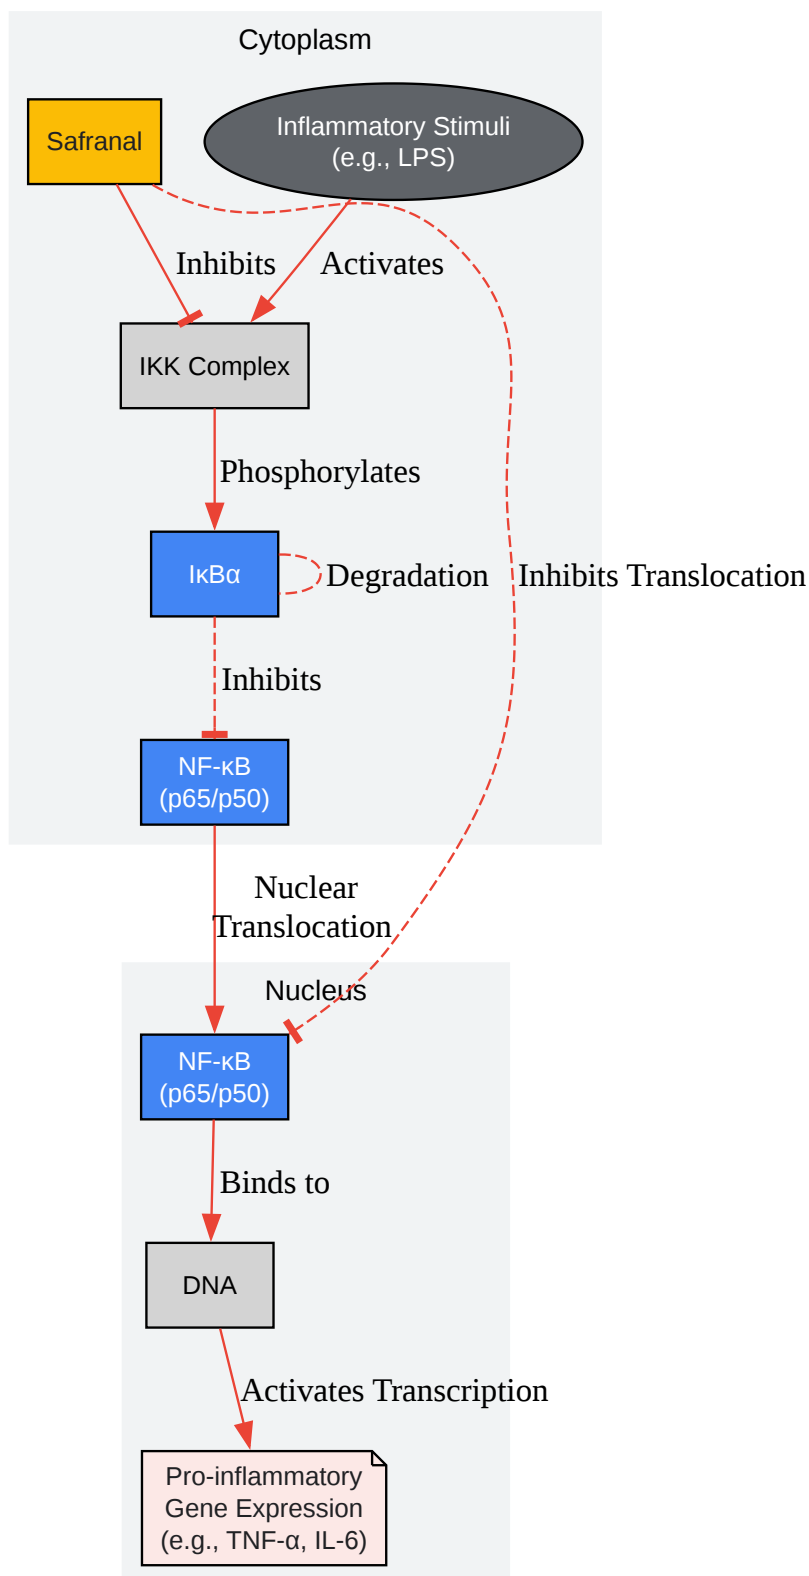 Cytoplasm
Safranal
Inflammatory Stimuli
(e.g., LPS)
Inhibits
Activates
IKK Complex
Phosphorylates
IκBα
Degradation
Inhibits Translocation
Inhibits
NF-κB
(p65/p50)
Nuclear
Translocation
Nucleus
NF-κB
(p65/p50)
Binds to
DNA
Activates Transcription
Pro-inflammatory
Gene Expression
(e.g., TNF-α, IL-6)